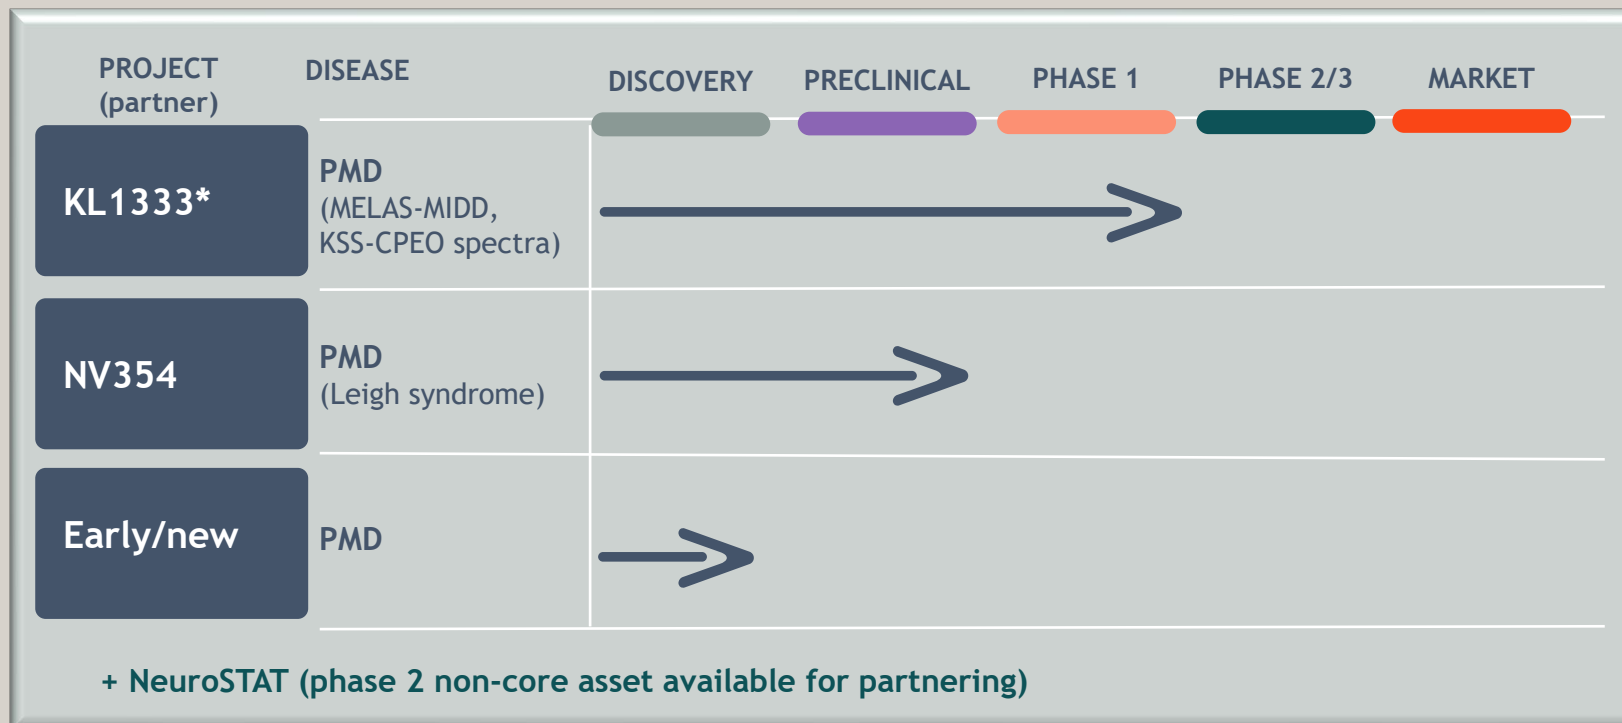 PROJECT
(partner)
DISEASE
DISCOVERY
PRECLINICAL
PHASE 1
PHASE 2/3
MARKET
KL1333*
PMD
(MELAS-MIDD,
KSS-CPEO spectra)
NV354
PMD
(Leigh syndrome)
Early/new
PMD
+ NeuroSTAT (phase 2 non-core asset available for partnering)